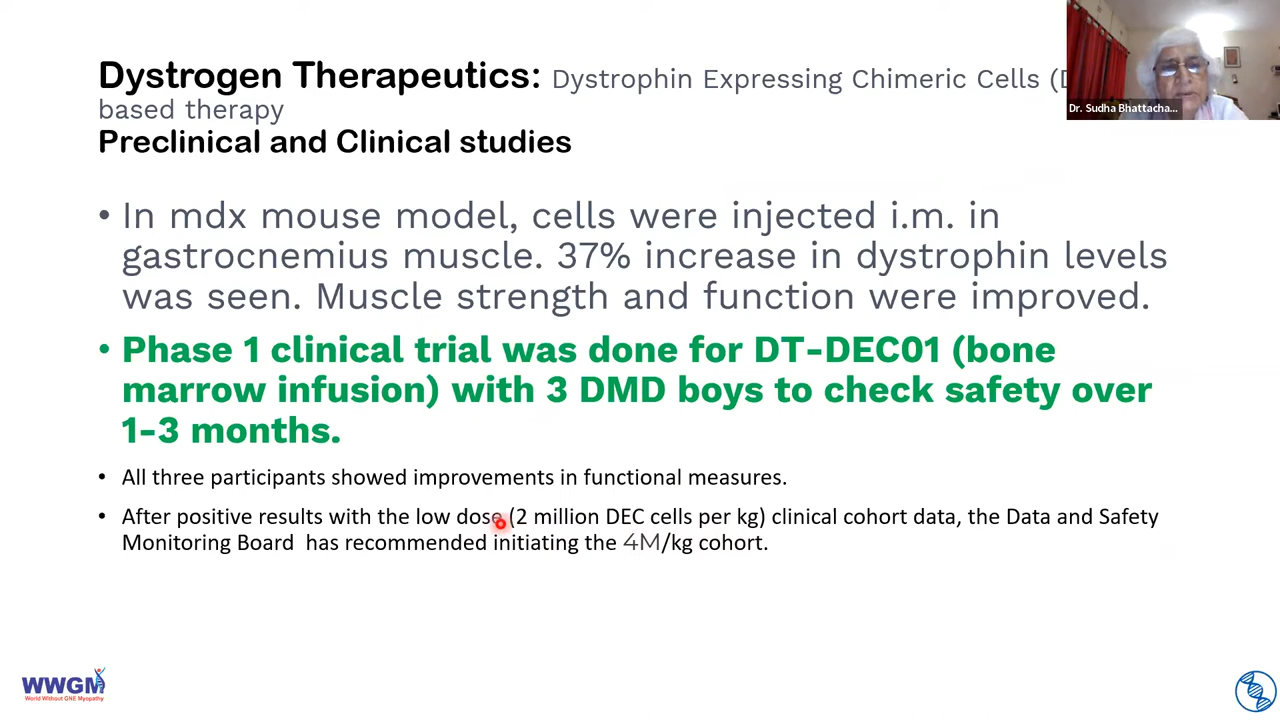 Dystrogen Therapeutics: Dystrophin Expressing Chimeric Cells
based therapy
Preclinical and Clinical studies
Dr. Sudha Bhattacha...
• In mdx mouse model, cells were injected i.m. in
gastrocnemius muscle. 37% increase in dystrophin levels
was seen. Muscle strength and function were improved.
• Phase 1 clinical trial was done for DT-DEC01 (bone
marrow infusion) with 3 DMD boys to check safety over
1-3 months.
• All three participants showed improvements in functional measures.
• After positive results with the low dose (2 million DEC cells per kg) clinical cohort data, the Data and Safety
Monitoring Board has recommended initiating the 4M/kg cohort.
WWGM
World Without GNE Myopathy